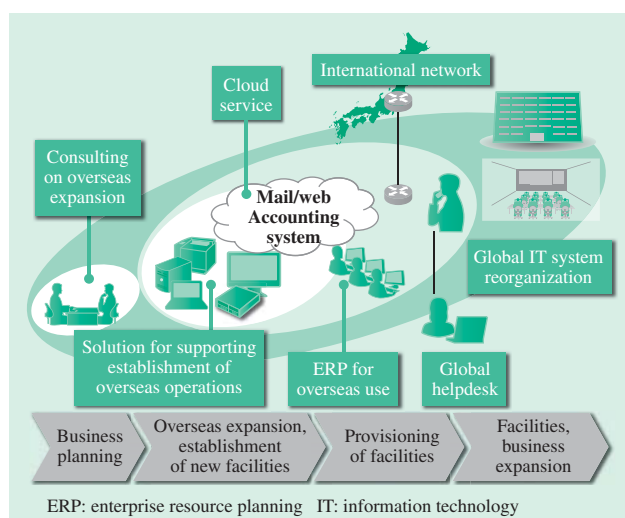 International network
Cloud
service
Consulting
on overseas
expansion
Mail/web
Accounting
system
Global IT system
reorganization
Solution for supporting
establishment of
overseas operations
ERP for
overseas use
Global
helpdesk
Business
planning
Overseas expansion,
establishment
of new facilities
Provisioning
of facilities
Facilities,
business
expansion
ERP: enterprise resource planning IT: information technology